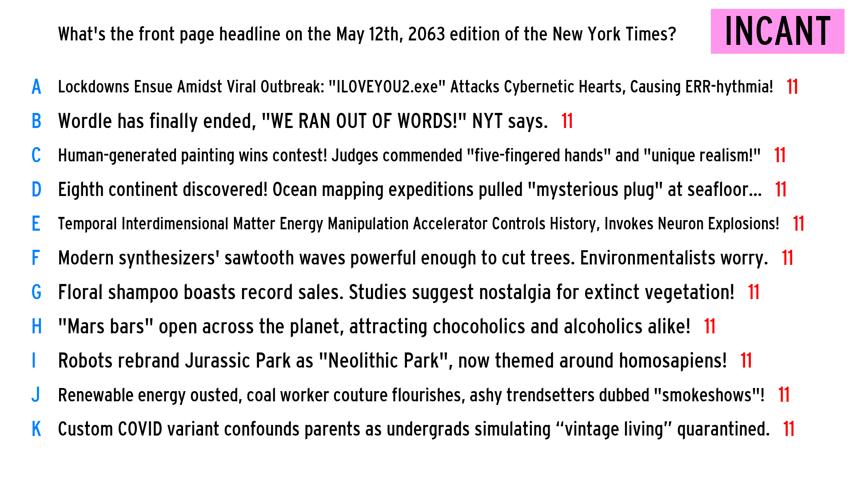 What's the front page headline on the May 12th, 2063 edition of the New York Times? INCANT
A Lockdowns Ensue Amidst Viral Outbreak: "ILOVEYOU2.exe" Attacks Cybernetic Hearts, Causing ERR-hythmia! 11
B Wordle has finally ended, "WE RAN OUT OF WORDS!" NYT says. 11
C Human-generated painting wins contest! Judges commended "five-fingered hands" and "unique realism!" 11
D Eighth continent discovered! Ocean mapping expeditions pulled "mysterious plug" at seafloor... 11
E Temporal Interdimensional Matter Energy Manipulation Accelerator Controls History, Invokes Neuron Explosions! 11
F Modern synthesizers' sawtooth waves powerful enough to cut trees. Environmentalists worry. 11
G Floral shampoo boasts record sales. Studies suggest nostalgia for extinct vegetation! 11
H "Mars bars" open across the planet, attracting chocoholics and alcoholics alike! 11
I Robots rebrand Jurassic Park as "Neolithic Park", now themed around homosapiens! 11
J Renewable energy ousted, coal worker couture flourishes, ashy trendsetters dubbed "smokeshows"! 11
K Custom COVID variant confounds parents as undergrads simulating “vintage living” quarantined. 11